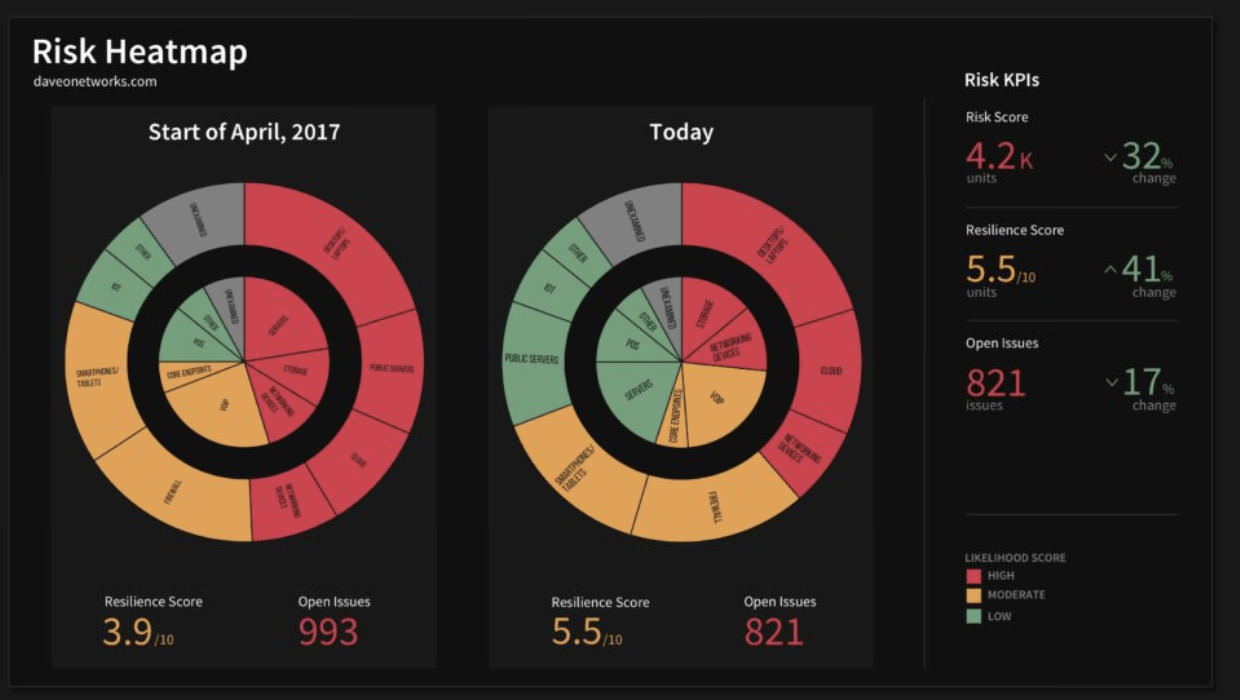 Risk Heatmap
daveonetworks.com
Start of April, 2017
UNEXAMINED
DESKTOPS/
LAPTOPS
PUBLIC SERVERS
CLOUD
NETWORKING
DEVICES
FIREWALL
SMARTPHONES/
TABLETS
IOT
OTHER
UNEXAMINED
SERVERS
STORAGE
NETWORKING
DEVICES
VOIP
CORE ENDPOINTS
POS
OTHER
Resilience Score
3.9/10
Open Issues
993
Today
UNEXAMINED
DESKTOPS/
LAPTOPS
CLOUD
NETWORKING
DEVICES
FIREWALL
SMARTPHONES/
TABLETS
PUBLIC SERVERS
IOT
OTHER
UNEXAMINED
STORAGE
NETWORKING
DEVICES
VOIP
CORE ENDPOINTS
SERVERS
POS
OTHER
Resilience Score
5.5/10
Open Issues
821
Risk KPIs
Risk Score
4.2K 32%
units change
Resilience Score
5.5/10 41%
units change
Open Issues
821 17%
issues change
LIKELIHOOD SCORE
HIGH
MODERATE
LOW